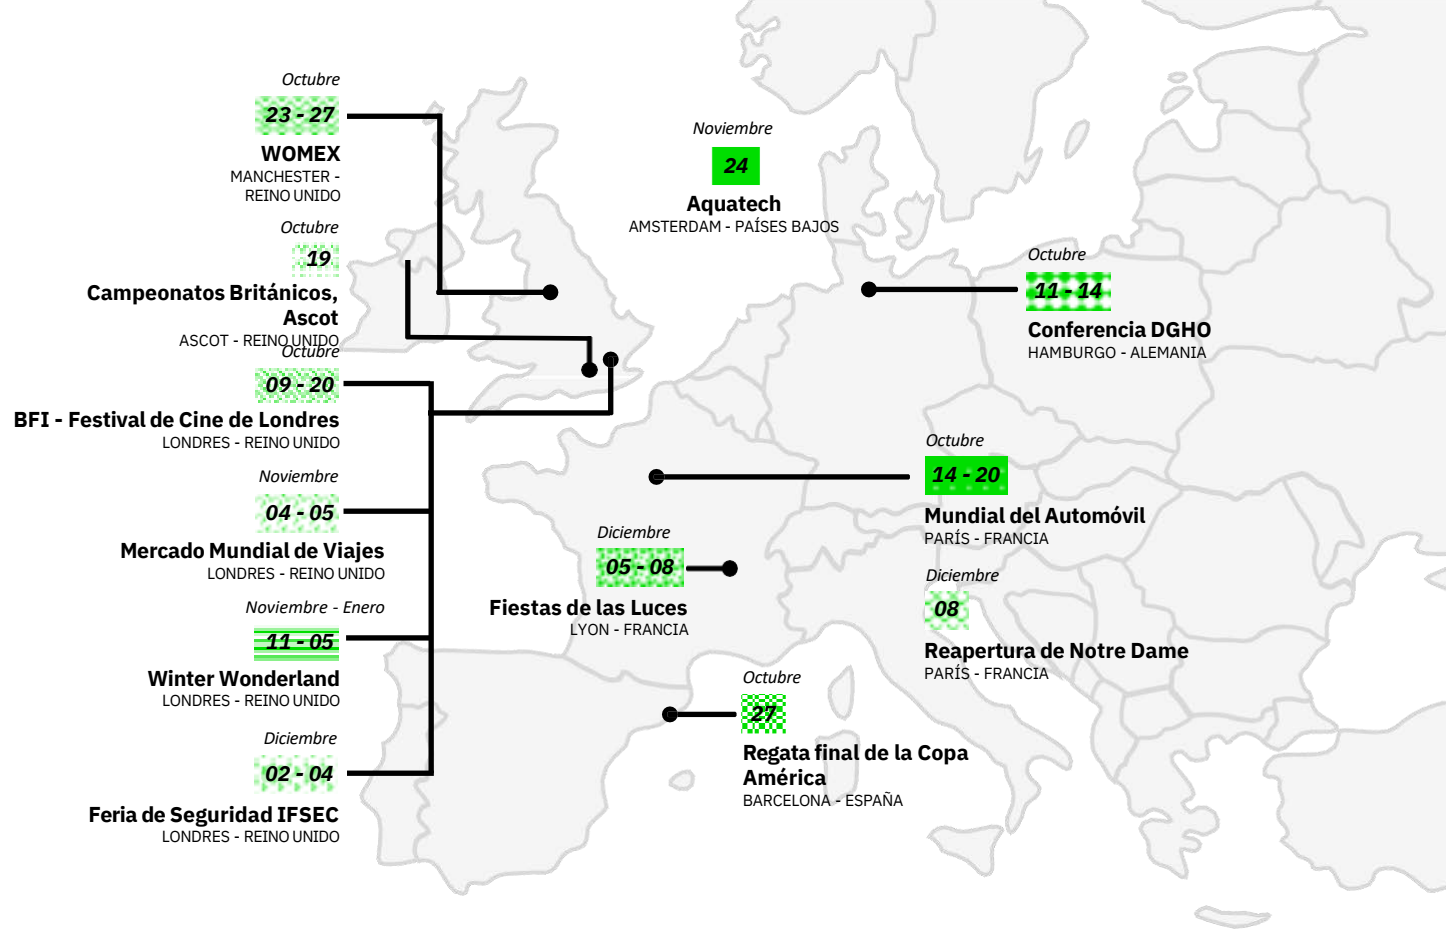 Octubre
23 - 27
WOMEX
MANCHESTER -
REINO UNIDO
Octubre
19
Campeonatos Británicos,
Ascot
ASCOT - REINO UNIDO
Octubre
09 - 20
BFI - Festival de Cine de Londres
LONDRES - REINO UNIDO
Noviembre
04 - 05
Mercado Mundial de Viajes
LONDRES - REINO UNIDO
Noviembre - Enero
11 - 05
Winter Wonderland
LONDRES - REINO UNIDO
Diciembre
02 - 04
Feria de Seguridad IFSEC
LONDRES - REINO UNIDO
Noviembre
24
Aquatech
AMSTERDAM - PAÍSES BAJOS
Octubre
11 - 14
Conferencia DGHO
HAMBURGO - ALEMANIA
Octubre
14 - 20
Mundial del Automóvil
PARÍS - FRANCIA
Diciembre
05 - 08
Fiestas de las Luces
LYON - FRANCIA
Diciembre
08
Reapertura de Notre Dame
PARÍS - FRANCIA
Octubre
27
Regata final de la Copa
América
BARCELONA - ESPAÑA